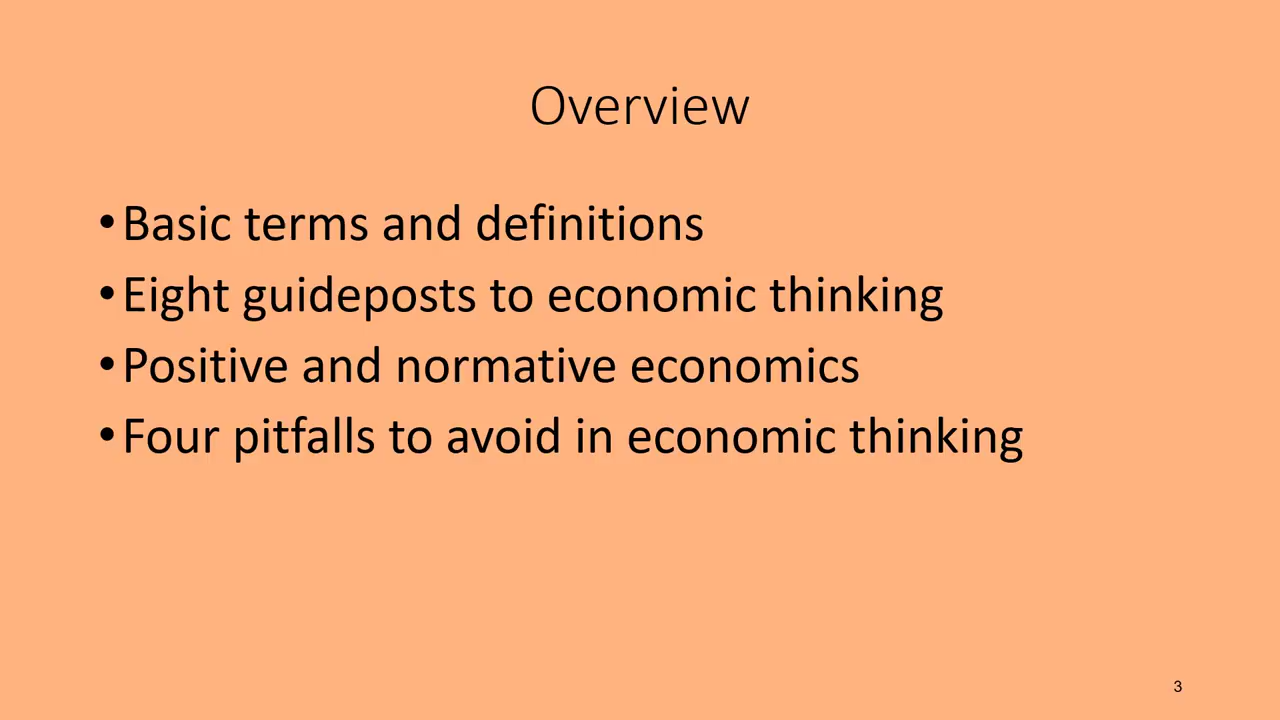 Overview
•Basic terms and definitions
•Eight guideposts to economic thinking
•Positive and normative economics
•Four pitfalls to avoid in economic thinking
3